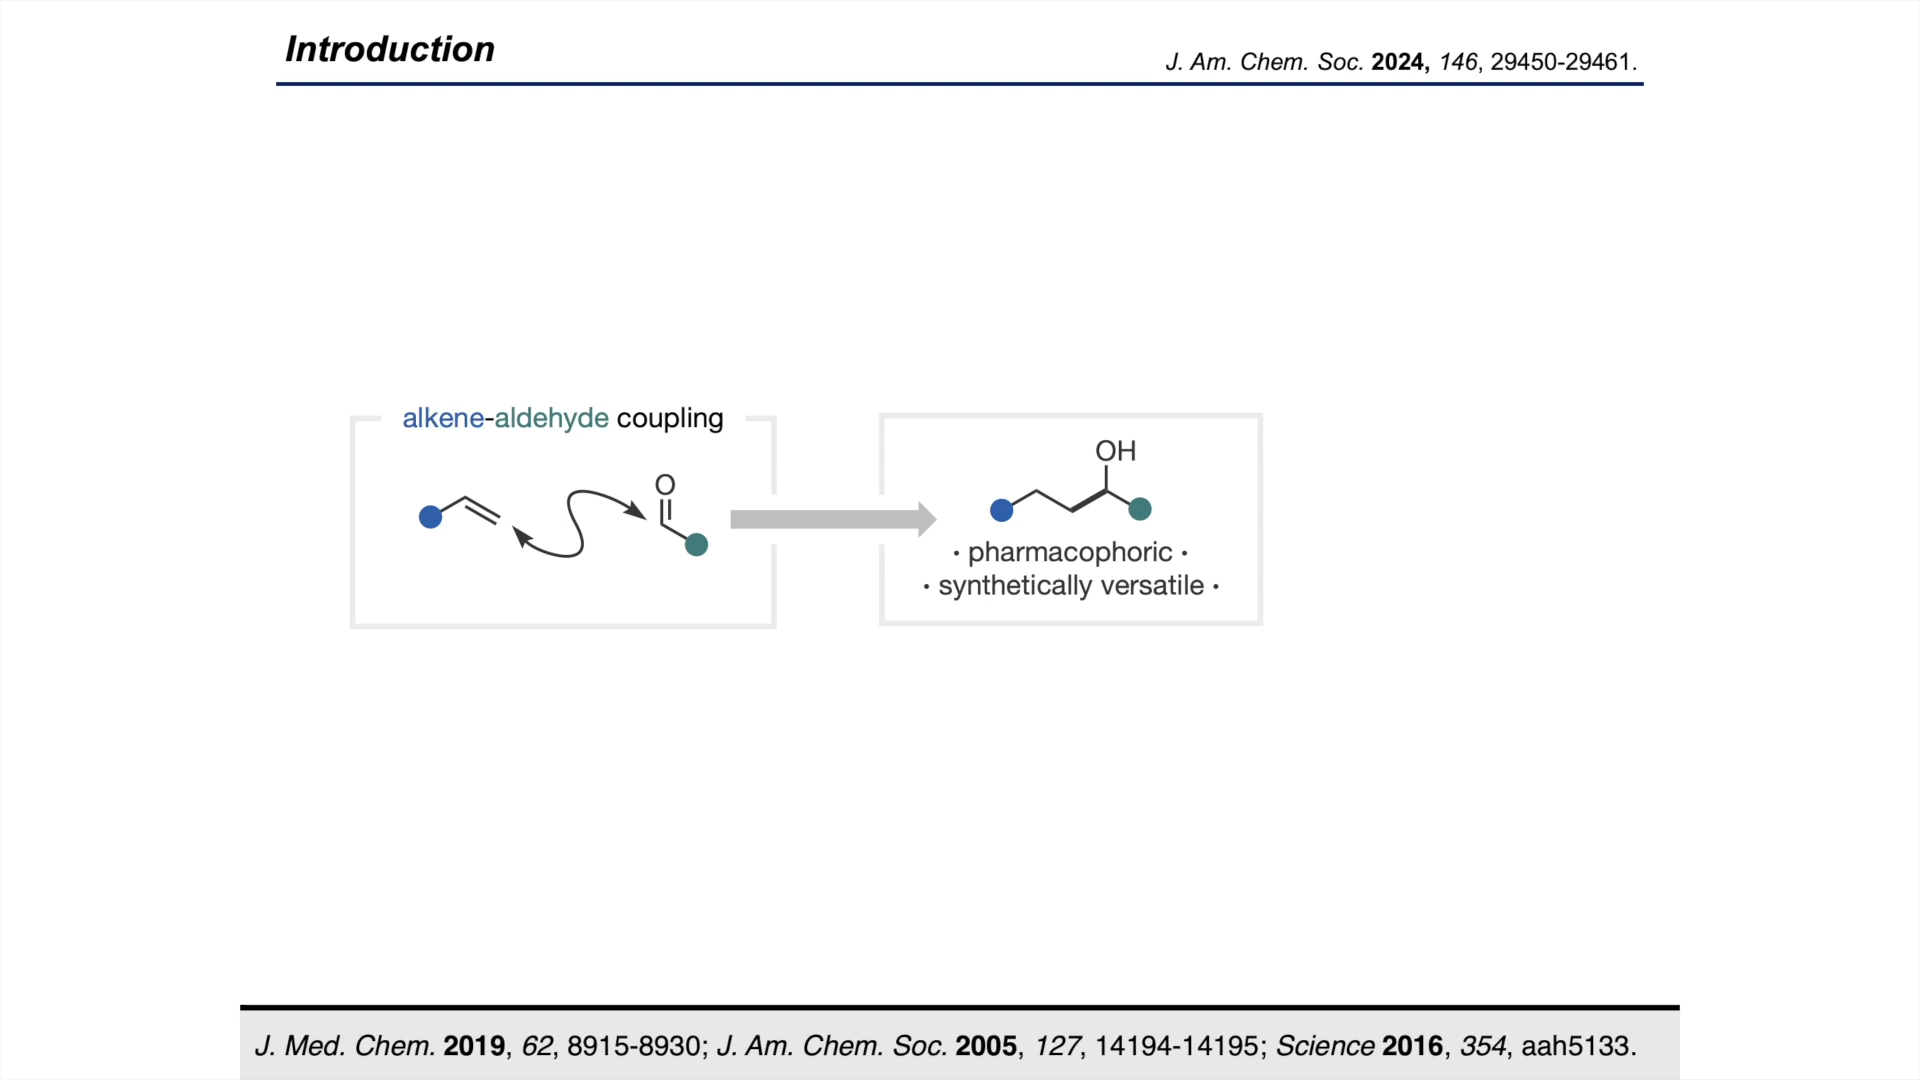 Introduction
J. Am. Chem. Soc. 2024, 146, 29450-29461.
alkene-aldehyde coupling
O
OH
· pharmacophoric ·
· synthetically versatile ·
J. Med. Chem. 2019, 62, 8915-8930; J. Am. Chem. Soc. 2005, 127, 14194-14195; Science 2016, 354, aah5133.